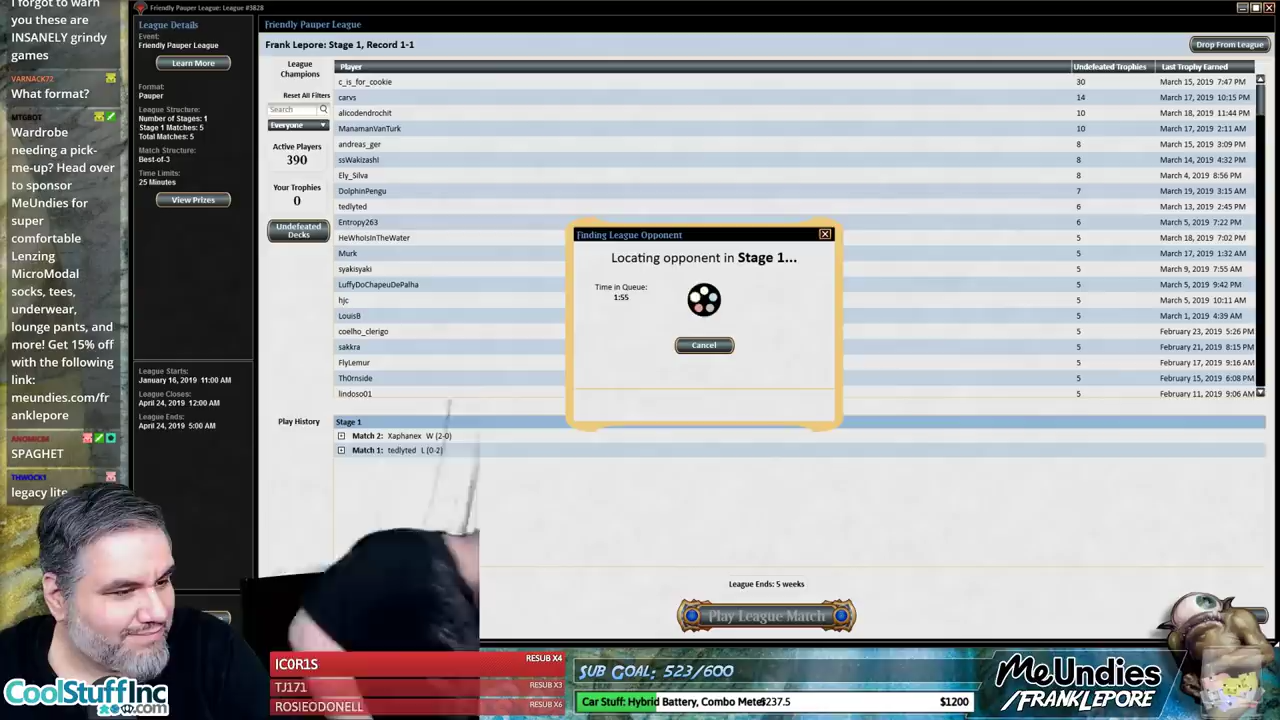 Friendly Pauper League: League #3828
I forgot to warn
you these are
INSANELY grindy
games
VARNACK72
What format?
MTGBOT
Wardrobe
needing a pick-
me-up? Head over
to sponsor
MeUndies for
super
comfortable
Lenzing
MicroModal
socks, tees,
underwear,
lounge pants, and
more! Get 15% off
with the following
link:
meundies.com/fr
anklepore
SPAGHET
THWOCK1
legacy lite
League Details
Event:
Friendly Pauper League
Learn More
Format:
Pauper
League Structure:
Number of Stages: 1
Stage 1 Matches: 5
Total Matches: 5
Match Structure:
Best-of-3
Time Limits:
25 Minutes
View Prizes
League Starts:
January 16, 2019 11:00 AM
League Closes:
April 24, 2019 12:00 AM
League Ends:
April 24, 2019 5:00 AM
Friendly Pauper League
Frank Lepore: Stage 1, Record 1-1
Drop From League
League
Champions
Reset All Filters
Search
Everyone
Active Players
390
Your Trophies
0
Undefeated
Decks
Player Undefeated Trophies Last Trophy Earned
c_is_for_cookie 30 March 15, 2019 7:47 PM
carvs 14 March 17, 2019 10:15 PM
alicodendrochit 10 March 18, 2019 11:44 PM
ManamanVanTurk 10 March 17, 2019 2:11 AM
andreas_ger 8 March 15, 2019 3:09 PM
ssWakizashI 8 March 14, 2019 4:32 PM
Ely_Silva 8 March 4, 2019 8:56 PM
DolphinPengu 7 March 19, 2019 3:15 AM
tedlyted 6 March 13, 2019 2:45 PM
Entropy263 6 March 5, 2019 7:22 PM
HeWhoIsInTheWater 5 March 18, 2019 7:02 PM
Murk 5 March 17, 2019 1:32 AM
syakisyaki 5 March 9, 2019 7:55 AM
LuffyDoChapeuDePalha 5 March 5, 2019 9:42 PM
hjc 5 March 5, 2019 10:11 AM
LouisB 5 March 1, 2019 4:39 AM
coelho_clerigo 5 February 23, 2019 5:26 PM
sakkra 5 February 21, 2019 8:15 PM
FlyLemur 5 February 17, 2019 9:16 AM
Th0rnside 5 February 15, 2019 6:08 PM
lindoso01 5 February 11, 2019 9:06 AM
Finding League Opponent
Locating opponent in Stage 1...
Time in Queue:
1:55
Cancel
Play History
Stage 1
Match 2: Xaphanex W (2-0)
Match 1: tedlyted L (0-2)
League Ends: 5 weeks
Play League Match
IC0R1S RESUB X4
TJ171 RESUB X3
ROSIEODONELL RESUB X6
SUB GOAL: 523/600
Car Stuff: Hybrid Battery, Combo Mete $237.5 $1200
MeUndies
/FRANKLEPORE
CoolStuffInc
.com